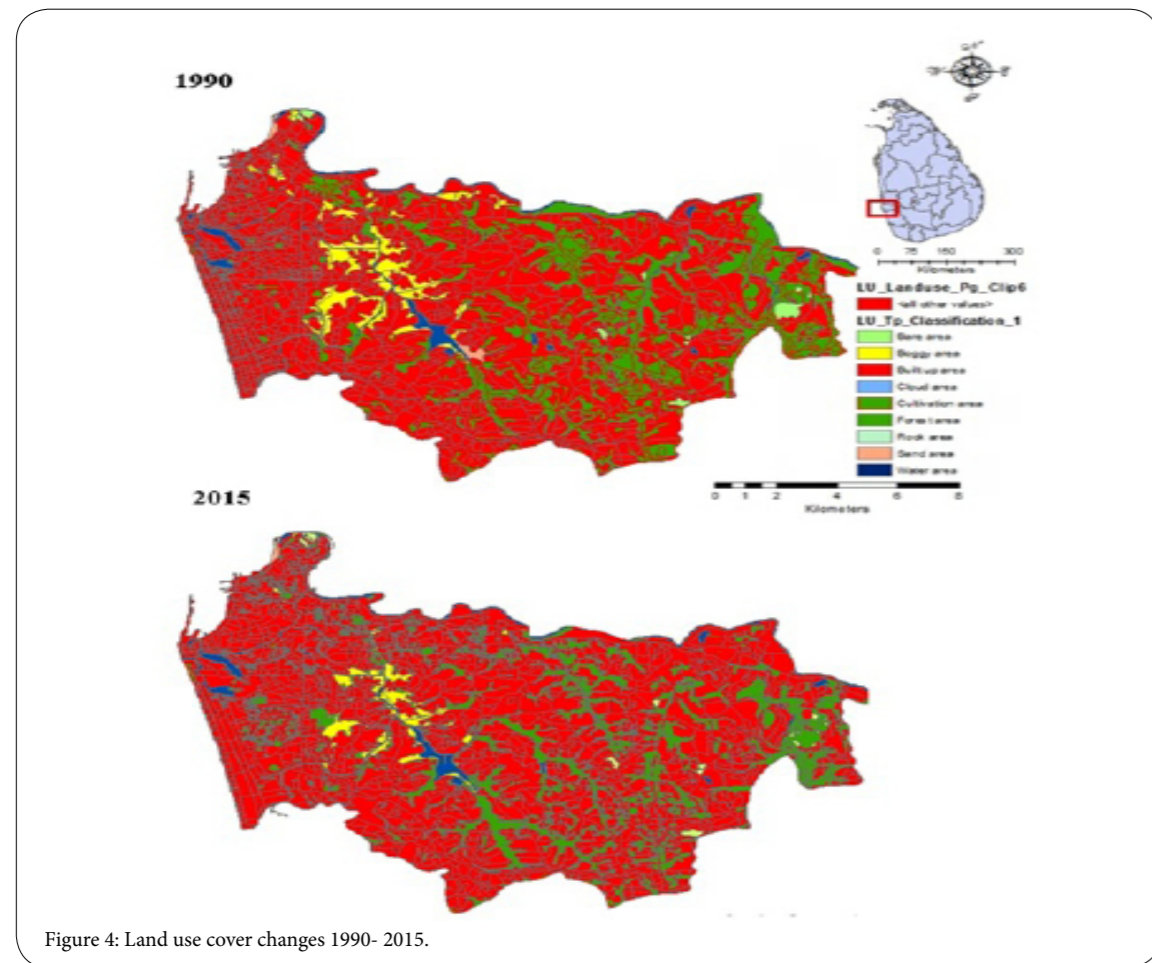 1990
0 75 150 300
Kilometers
LU_Landuse_Pg_Clip6
<all other values>
LU_Tp_Classification_1
Bare area
Boggy area
Built up area
Cloud area
Cultivation area
Forest area
Rock area
Sand area
Water area
0 1 2 4 6 8
Kilometers
2015
Figure 4: Land use cover changes 1990- 2015.